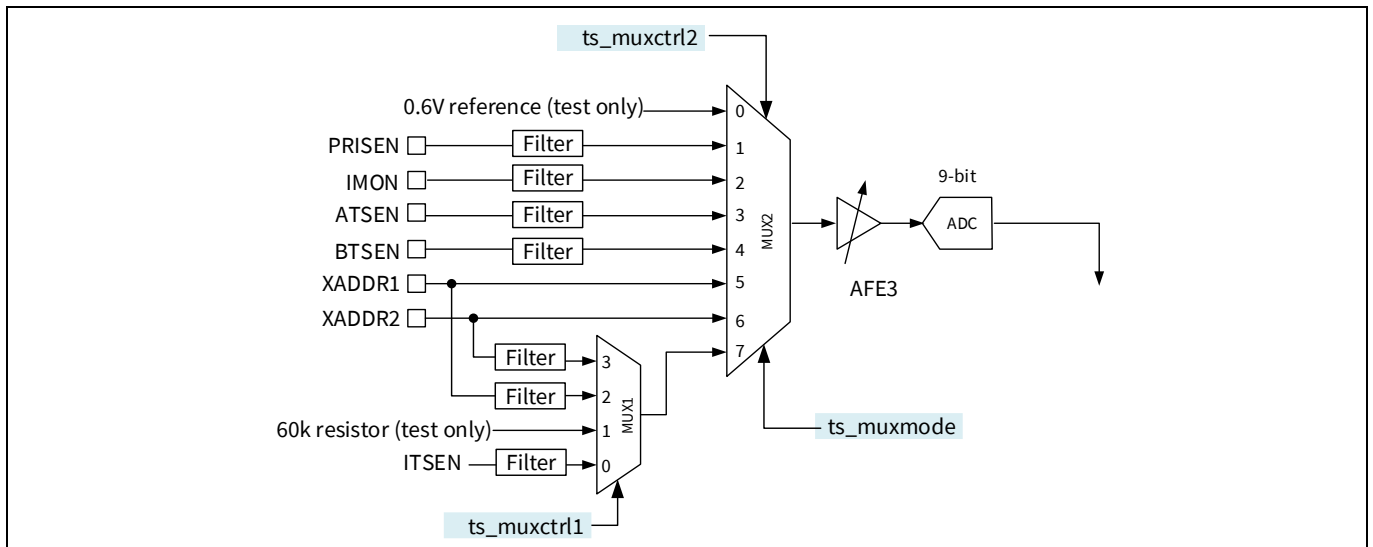 ts_muxctrl2
0.6V reference (test only)
0
PRISEN
Filter
1
IMON
Filter
2
ATSEN
Filter
3
BTSEN
Filter
4
XADDR1
5
XADDR2
6
7
MUX2
AFE3
9-bit
ADC
Filter
3
Filter
2
60k resistor (test only)
1
ITSEN
Filter
0
MUX1
ts_muxmode
ts_muxctrl1